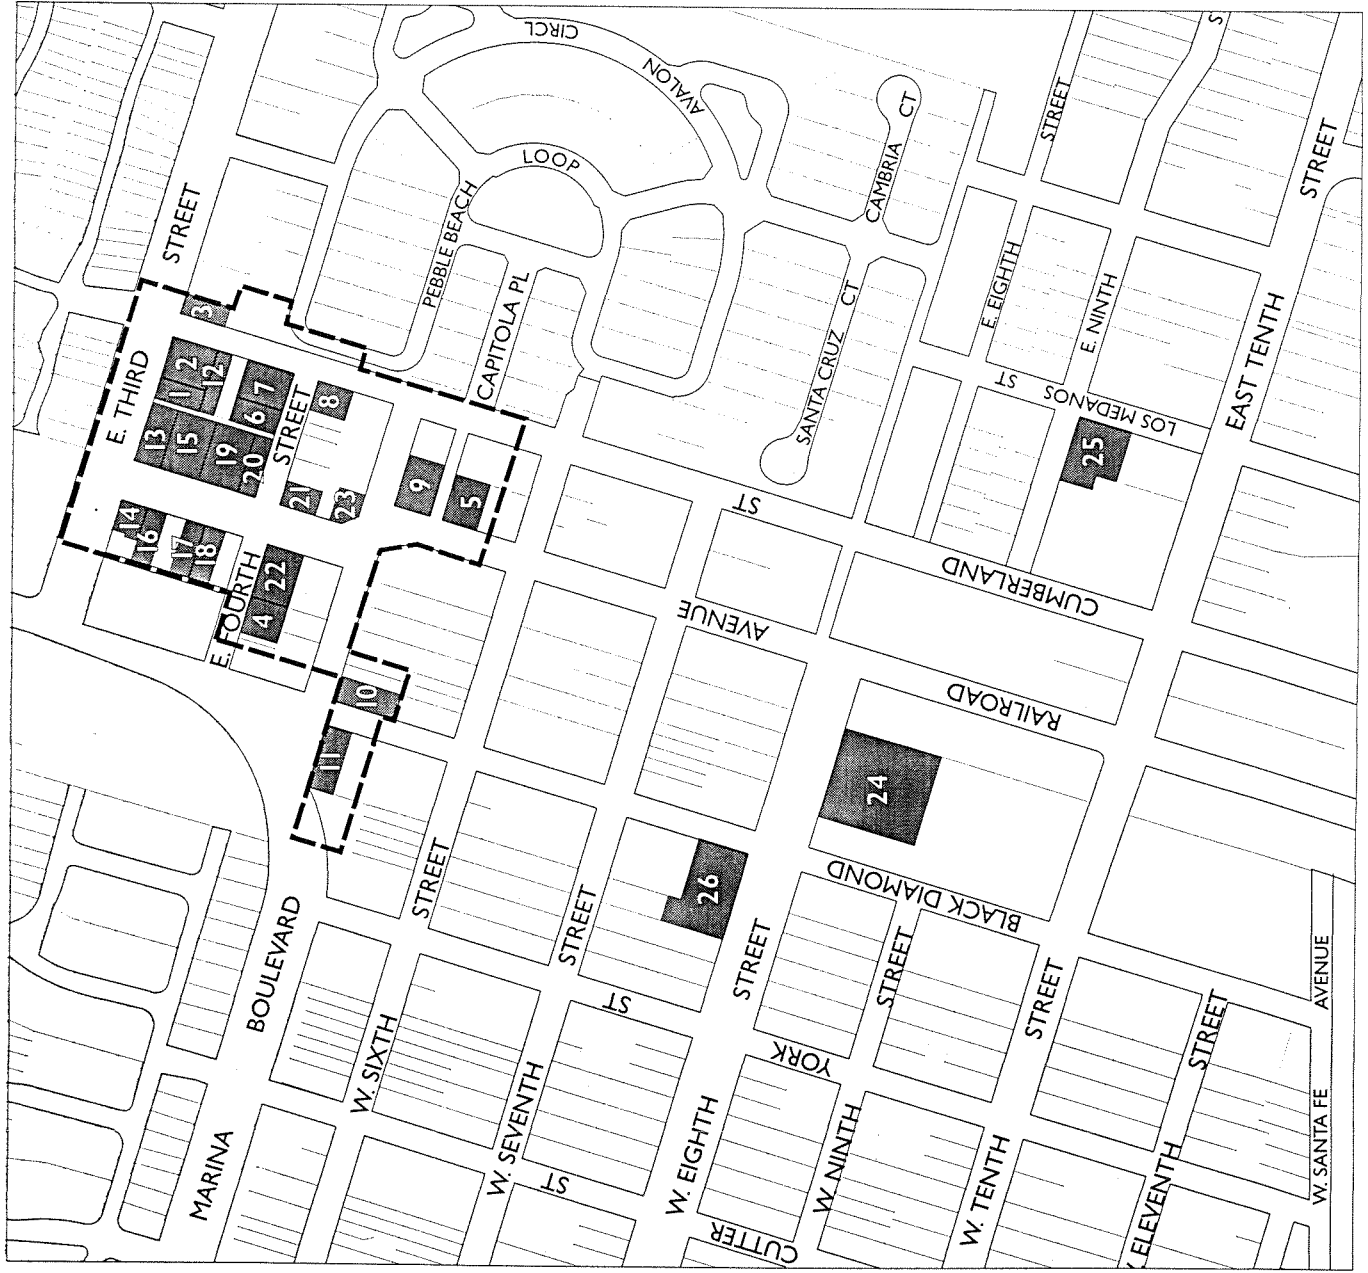 CIRCL
AVALON
LOOP
CAMBRIA CT
STREET
S
STREET
STREET
PEBBLE BEACH
CAPITOLA PL
SANTA CRUZ CT
E. EIGHTH
E. NINTH
LOS MEDANOS ST
EAST TENTH
E. THIRD
3
2
1
12
7
6
STREET
8
13
15
19
20
21
23
9
5
14
16
17
18
E. FOURTH
22
4
10
11
25
CUMBERLAND ST
RAILROAD AVENUE
24
26
BLACK DIAMOND ST
MARINA BOULEVARD
W. SIXTH STREET
W. SEVENTH STREET
W. EIGHTH STREET
W. NINTH STREET
W. TENTH STREET
ELEVENTH STREET
YORK ST
CUTTER
W. SANTA FE AVENUE